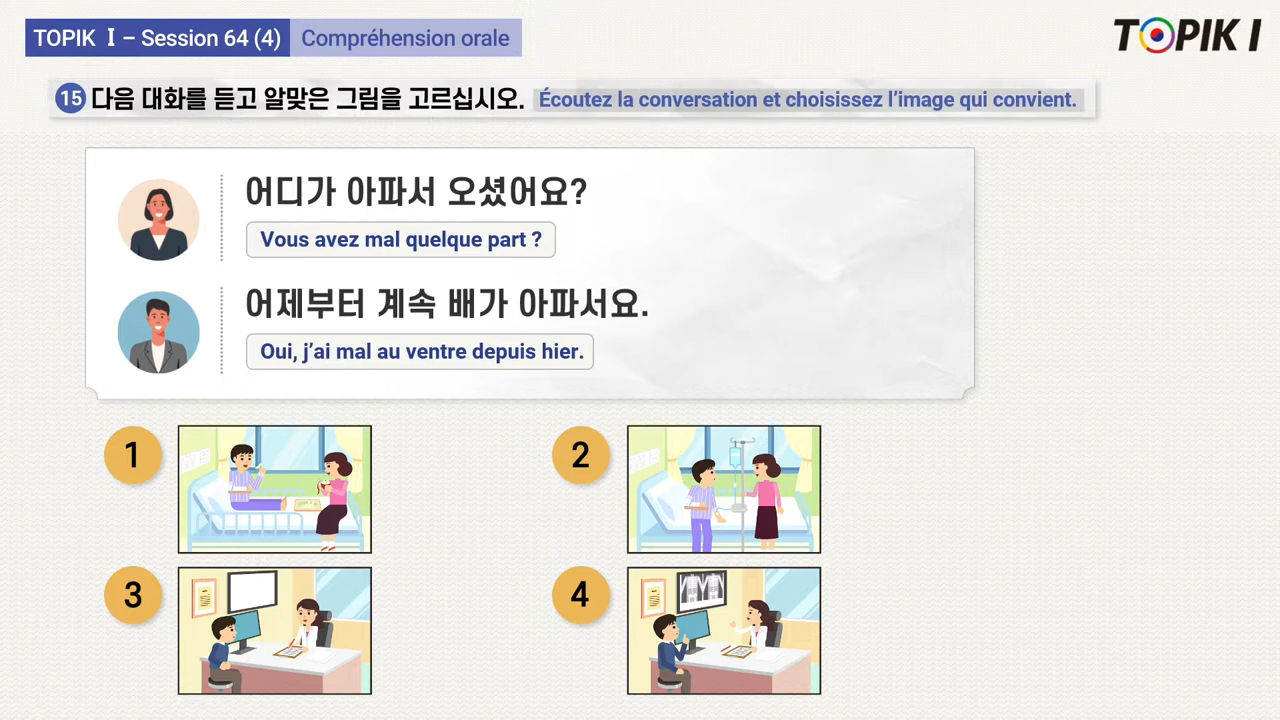 TOPIK Ⅰ – Session 64 (4) Compréhension orale
TOPIK I
15 다음 대화를 듣고 알맞은 그림을 고르십시오. Écoutez la conversation et choisissez l’image qui convient.
어디가 아파서 오셨어요?
Vous avez mal quelque part ?
어제부터 계속 배가 아파서요.
Oui, j’ai mal au ventre depuis hier.
1
2
3
4